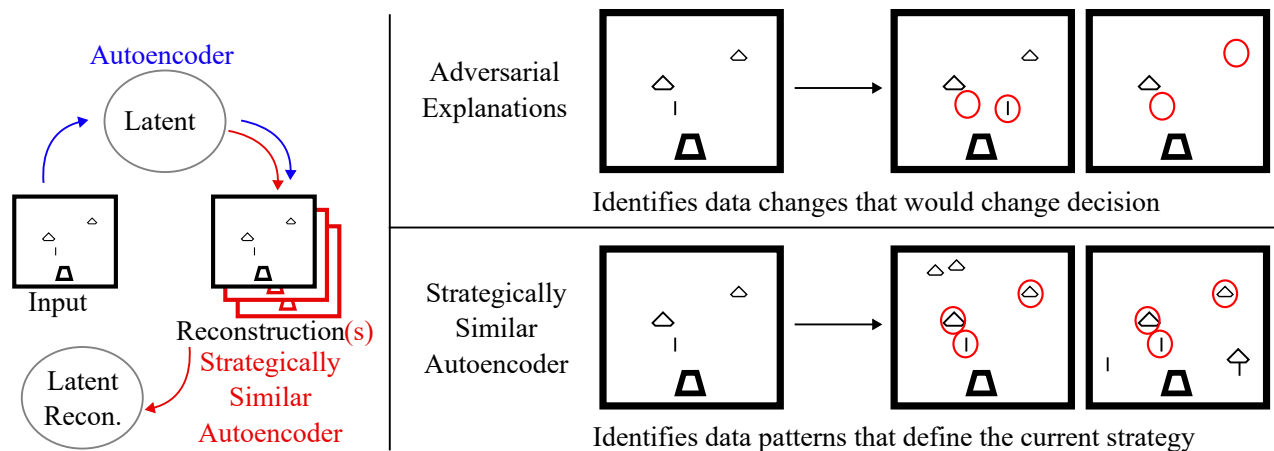 Autoencoder
Latent
Input
Reconstruction(s)
Strategically
Similar
Autoencoder
Latent
Recon.
Adversarial
Explanations
Identifies data changes that would change decision
Strategically
Similar
Autoencoder
Identifies data patterns that define the current strategy